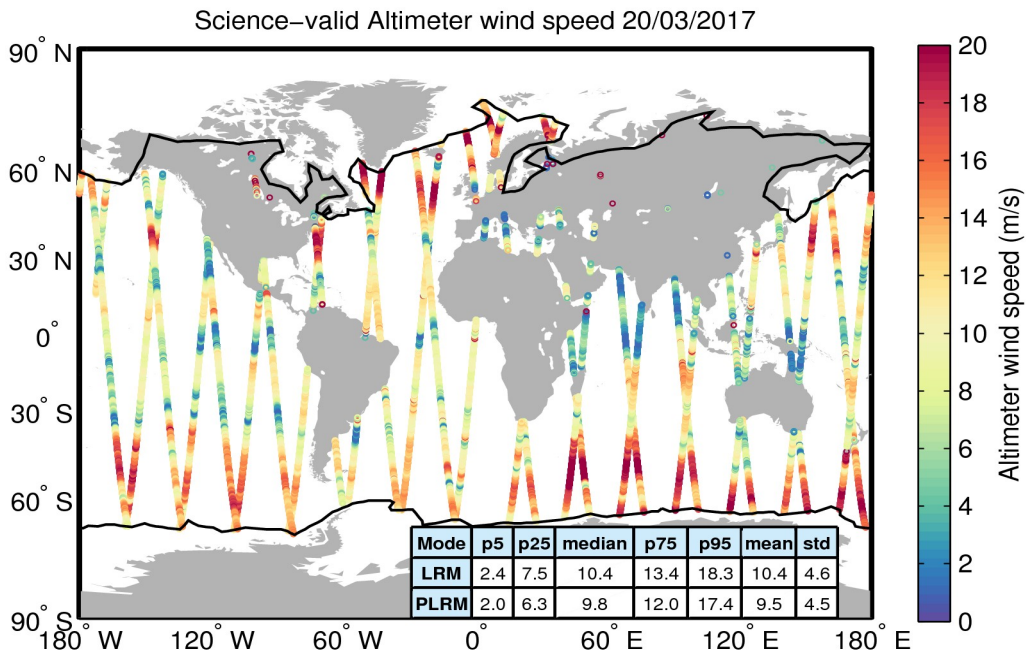 Science−valid Altimeter wind speed 20/03/2017
90° N
60° N
30° N
0°
30° S
60° S
90° S
180° W
120° W
60° W
0°
60° E
120° E
180° E
Mode p5 p25 median p75 p95 mean std
LRM 2.4 7.5 10.4 13.4 18.3 10.4 4.6
PLRM 2.0 6.3 9.8 12.0 17.4 9.5 4.5
20
18
16
14
12
10
8
6
4
2
0
Altimeter wind speed (m/s)